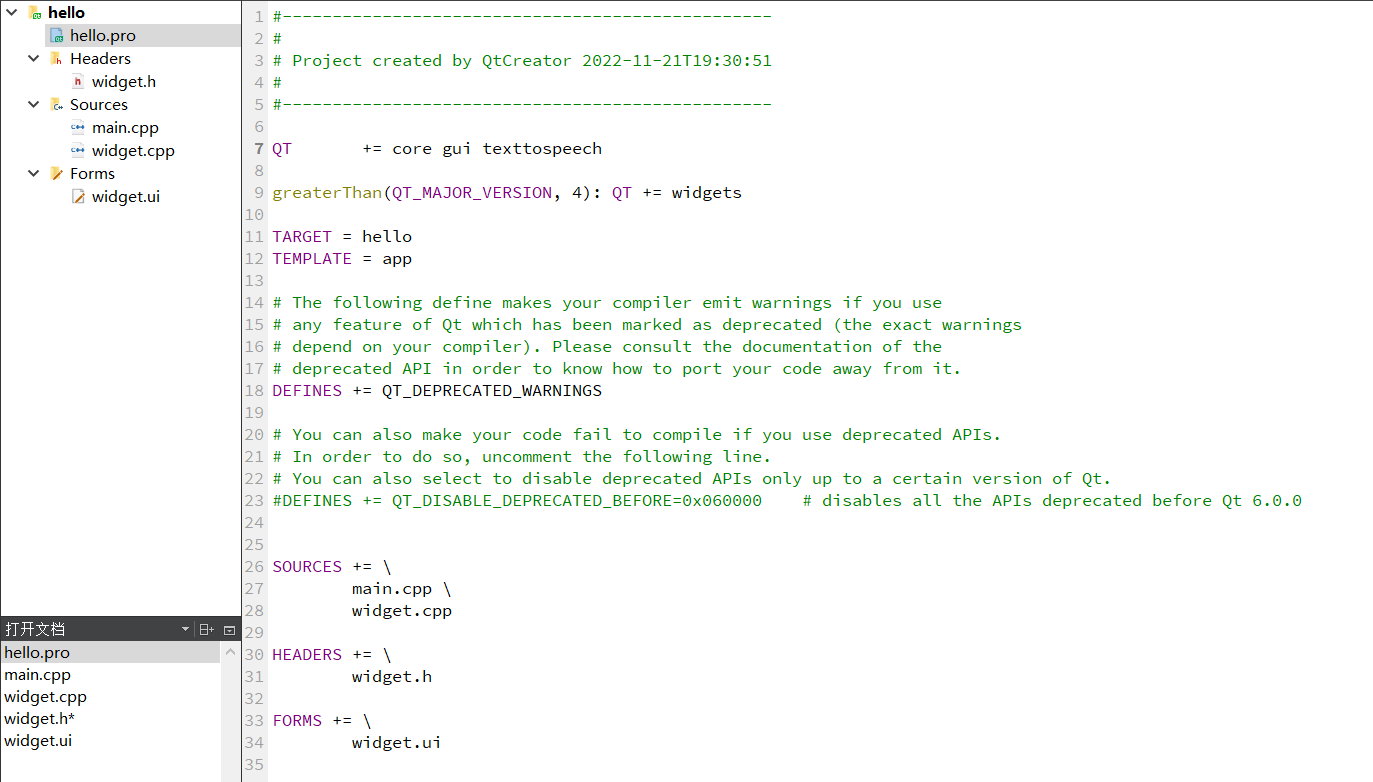 hello
hello.pro
Headers
widget.h
Sources
main.cpp
widget.cpp
Forms
widget.ui
打开文档
hello.pro
main.cpp
widget.cpp
widget.h*
widget.ui
1 #-------------------------------------------------
2 #
3 # Project created by QtCreator 2022-11-21T19:30:51
4 #
5 #-------------------------------------------------
6
7 QT       += core gui texttospeech
8
9 greaterThan(QT_MAJOR_VERSION, 4): QT += widgets
10
11 TARGET = hello
12 TEMPLATE = app
13
14 # The following define makes your compiler emit warnings if you use
15 # any feature of Qt which has been marked as deprecated (the exact warnings
16 # depend on your compiler). Please consult the documentation of the
17 # deprecated API in order to know how to port your code away from it.
18 DEFINES += QT_DEPRECATED_WARNINGS
19
20 # You can also make your code fail to compile if you use deprecated APIs.
21 # In order to do so, uncomment the following line.
22 # You can also select to disable deprecated APIs only up to a certain version of Qt.
23 #DEFINES += QT_DISABLE_DEPRECATED_BEFORE=0x060000    # disables all the APIs deprecated before Qt 6.0.0
24
25
26 SOURCES += \
27         main.cpp \
28         widget.cpp
29
30 HEADERS += \
31         widget.h
32
33 FORMS += \
34         widget.ui
35